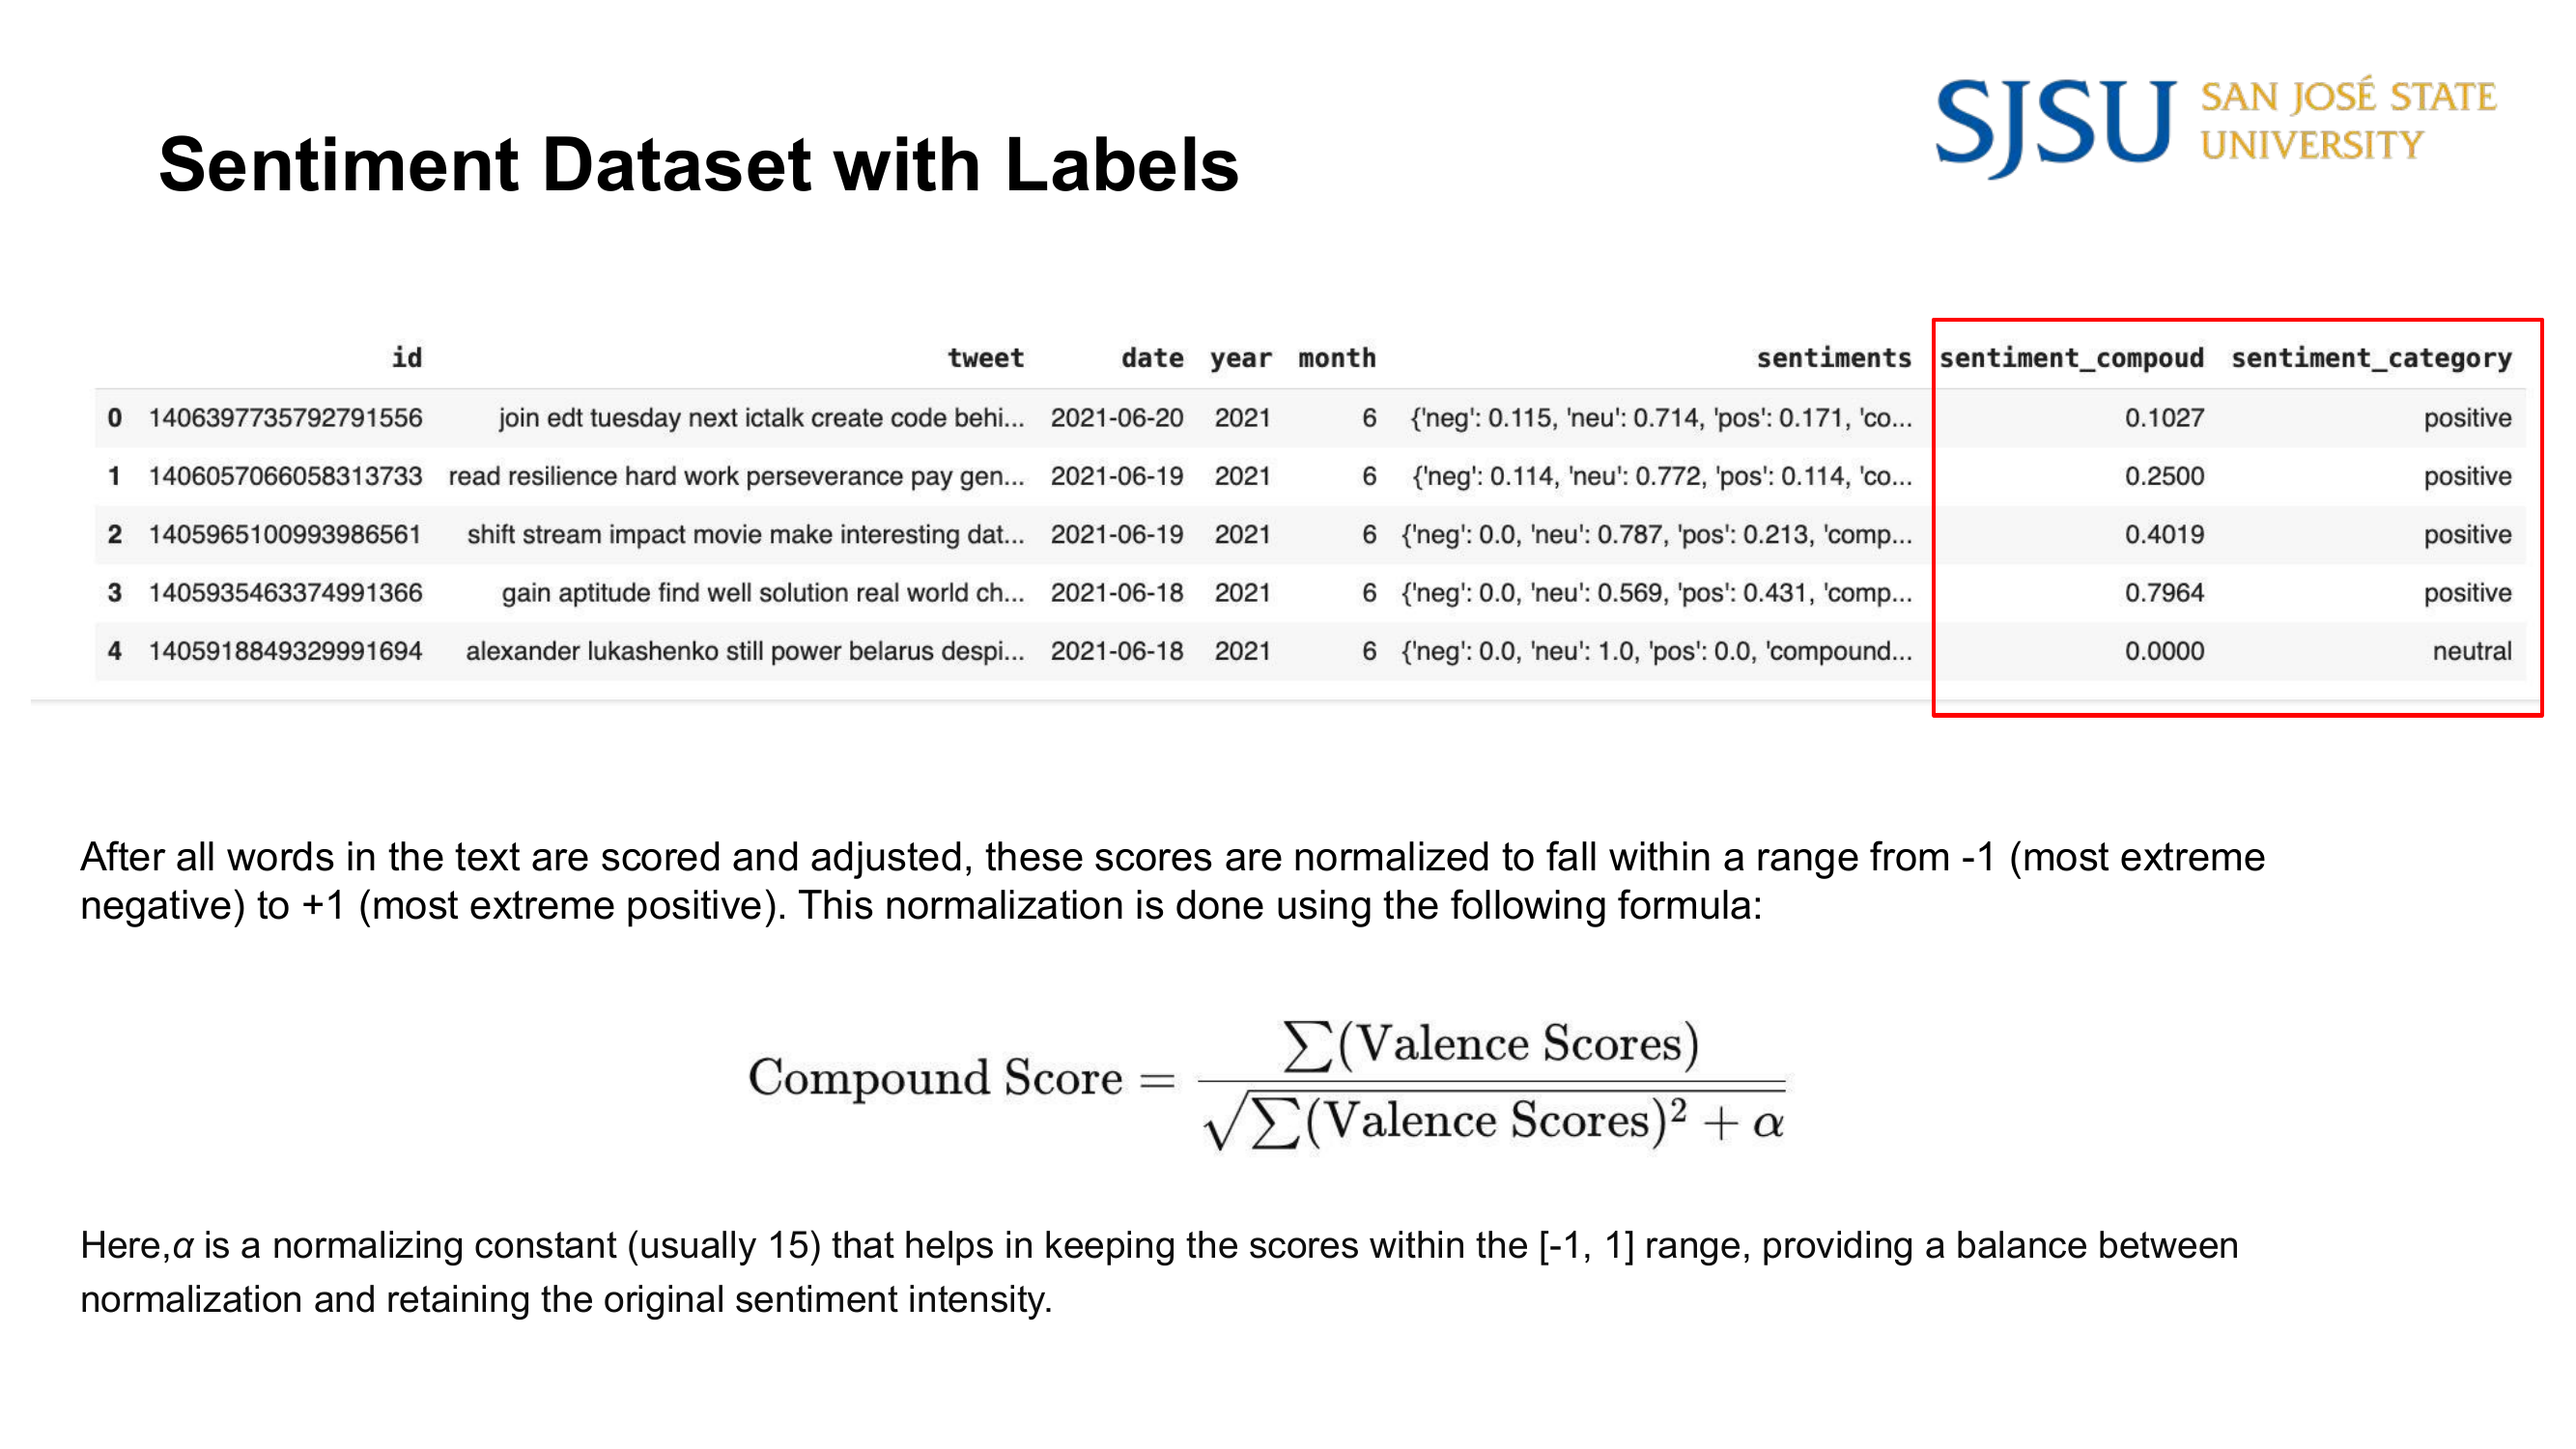 SJSU SAN JOSÉ STATE
UNIVERSITY
Sentiment Dataset with Labels
id tweet date year month sentiments sentiment_compoud sentiment_category
0 1406397735792791556 join edt tuesday next ictalk create code behi... 2021-06-20 2021 6 {'neg': 0.115, 'neu': 0.714, 'pos': 0.171, 'co... 0.1027 positive
1 1406057066058313733 read resilience hard work perseverance pay gen... 2021-06-19 2021 6 {'neg': 0.114, 'neu': 0.772, 'pos': 0.114, 'co... 0.2500 positive
2 1405965100993986561 shift stream impact movie make interesting dat... 2021-06-19 2021 6 {'neg': 0.0, 'neu': 0.787, 'pos': 0.213, 'comp... 0.4019 positive
3 1405935463374991366 gain aptitude find well solution real world ch... 2021-06-18 2021 6 {'neg': 0.0, 'neu': 0.569, 'pos': 0.431, 'comp... 0.7964 positive
4 1405918849329991694 alexander lukashenko still power belarus despi... 2021-06-18 2021 6 {'neg': 0.0, 'neu': 1.0, 'pos': 0.0, 'compound... 0.0000 neutral
After all words in the text are scored and adjusted, these scores are normalized to fall within a range from -1 (most extreme
negative) to +1 (most extreme positive). This normalization is done using the following formula:
Compound Score = ∑(Valence Scores)
√∑(Valence Scores)² + α
Here,α is a normalizing constant (usually 15) that helps in keeping the scores within the [-1, 1] range, providing a balance between
normalization and retaining the original sentiment intensity.